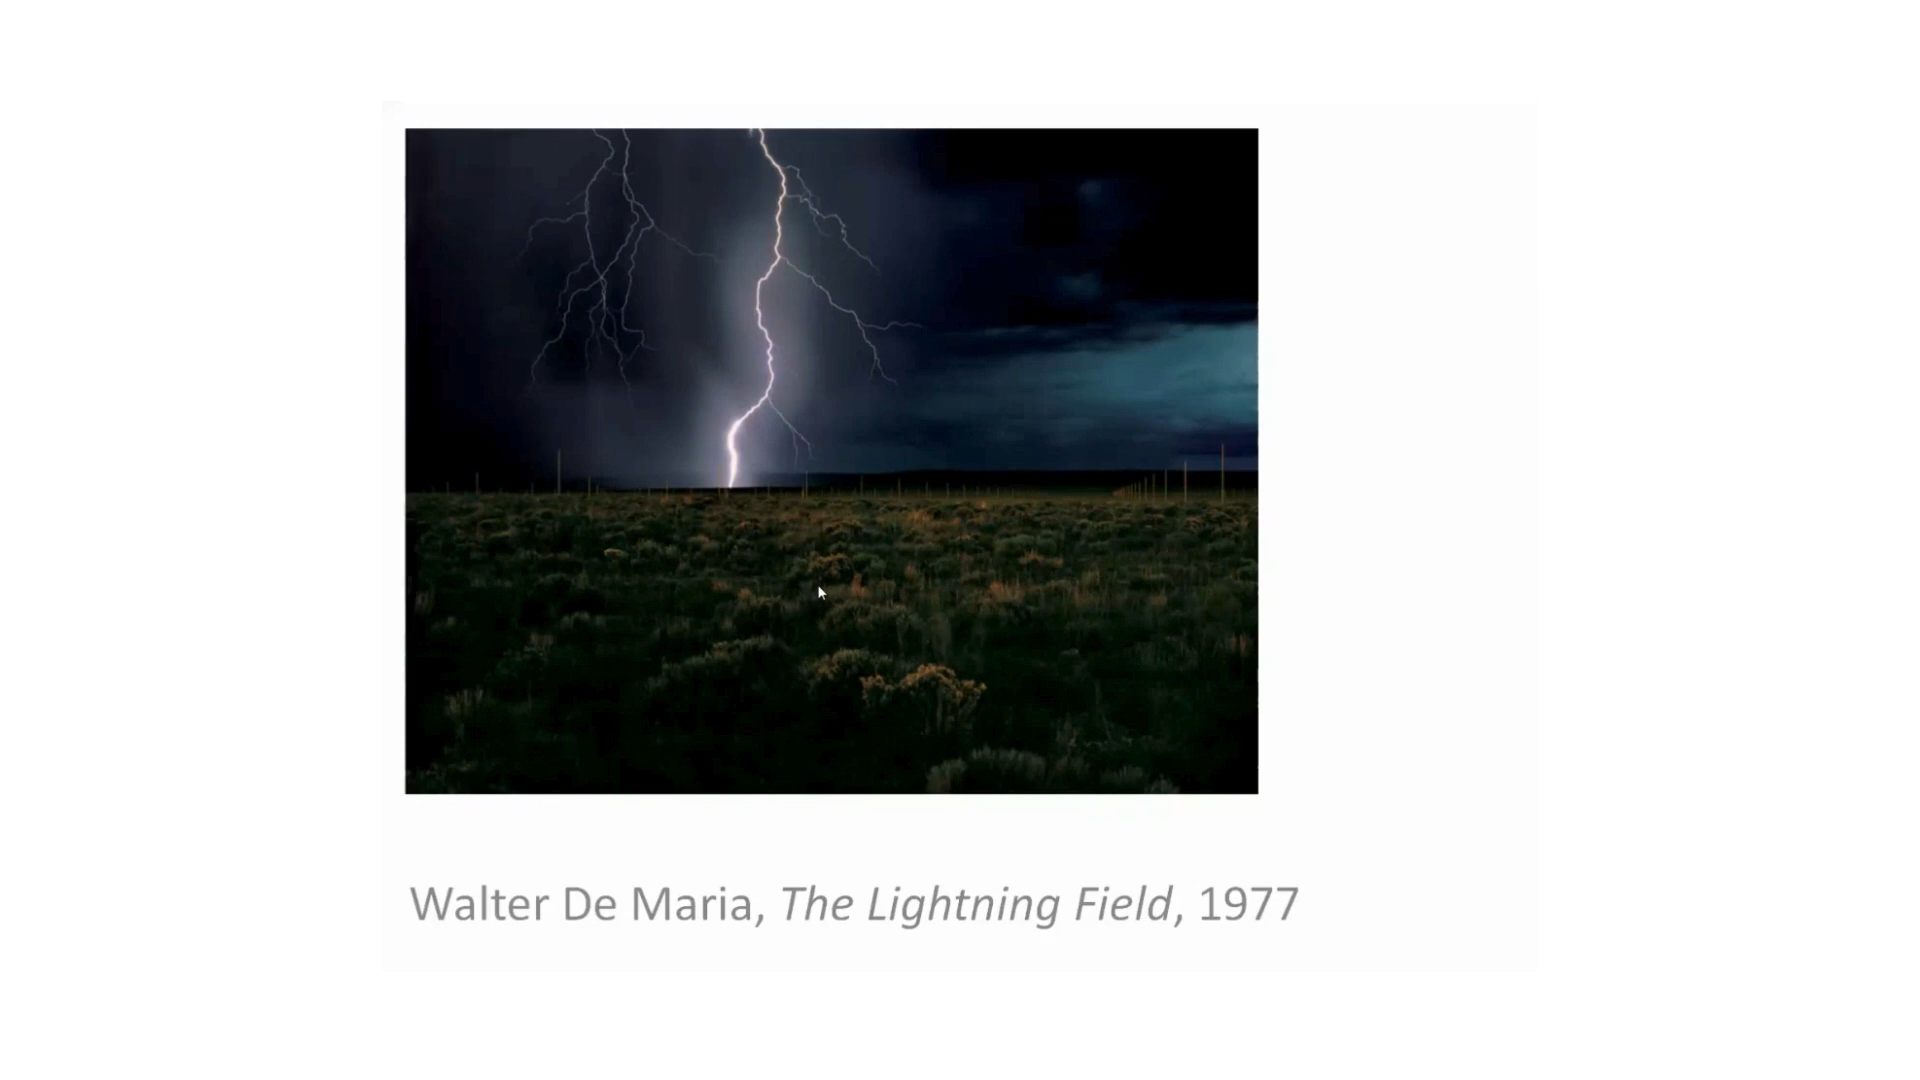 Walter De Maria, The Lightning Field, 1977